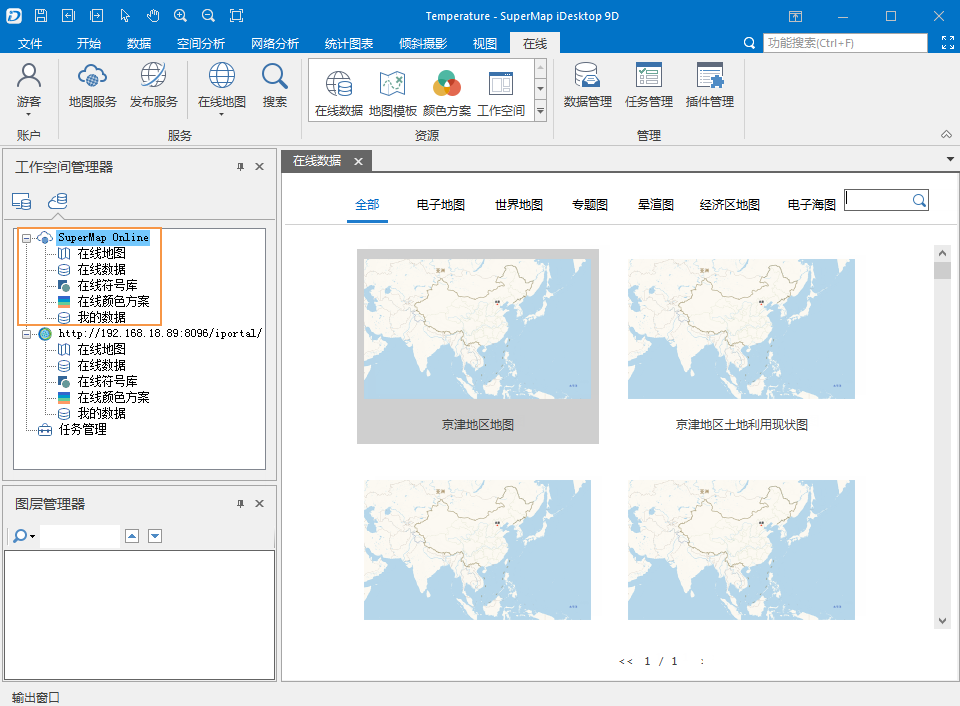 Temperature - SuperMap iDesktop 9D
文件 开始 数据 空间分析 网络分析 统计图表 倾斜摄影 视图 在线 功能搜索(Ctrl+F)
游客 地图服务 发布服务 在线地图 搜索 在线数据 地图模板 颜色方案 工作空间 数据管理 任务管理 插件管理
账户 服务 资源 管理
工作空间管理器
SuperMap Online
在线地图
在线数据
在线符号库
在线颜色方案
我的数据
http://192.168.18.89:8096/iportal/
在线地图
在线数据
在线符号库
在线颜色方案
我的数据
任务管理
图层管理器
在线数据
全部 电子地图 世界地图 专题图 晕渲图 经济区地图 电子海图
京津地区地图 京津地区土地利用现状图
<< 1 / 1 :
输出窗口